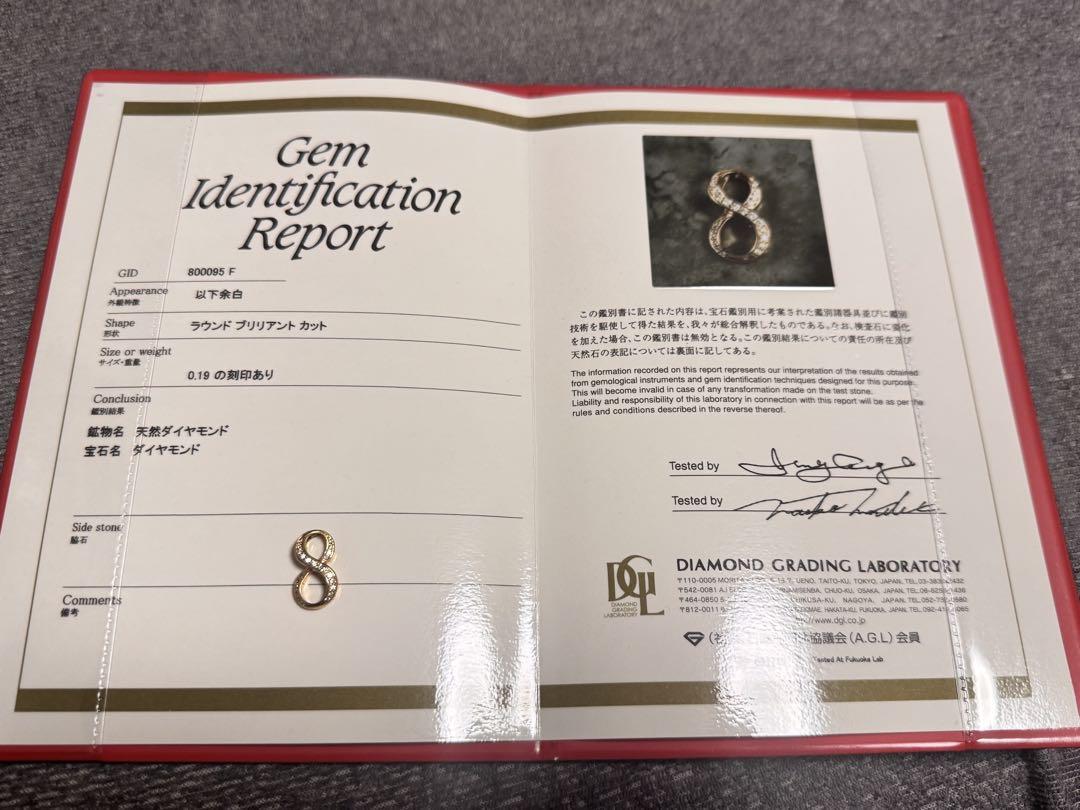 Gem
Identification
Report
GID 800095 F
Appearance 以下余白
外観特徴
Shape ラウンド ブリリアント カット
形状
Size or weight
サイズ・重量
0.19 の刻印あり
Conclusion
鑑別結果
鉱物名 天然ダイヤモンド
宝石名 ダイヤモンド
Side stone
脇石
Comments
備考
この鑑別書に記された内容は、宝石鑑別用に考案された鑑別諸器具並びに鑑別
技術を駆使して得た結果を、我々が総合解釈したものである。なお、検査石に変化
を加えた場合、この鑑別書は無効となる。この鑑別結果についての責任の所在及び
天然石の表記については裏面に記してある。
The information recorded on this report represents our interpretation of the results obtained
from gemological instruments and gem identification techniques designed for this purpose.
This will become invalid in case of any transformation made on the test stone.
Liability and responsibility of this laboratory in connection with this report will be as per the
rules and conditions described in the reverse thereof.
Tested by
Tested by
DGL
DIAMOND
GRADING
LABORATORY
DIAMOND GRADING LABORATORY
〒110-0005 UENO, TAITO-KU, TOKYO, JAPAN. TEL.
〒542-0081 CHUO-KU, OSAKA, JAPAN. TEL.
〒464-0850 NAGOYA, JAPAN. TEL.
HAKATA-KU, FUKUOKA, JAPAN. TEL.
www.dgl.co.jp
協議会(A.G.L)会員
Tested At Fukuoka Lab